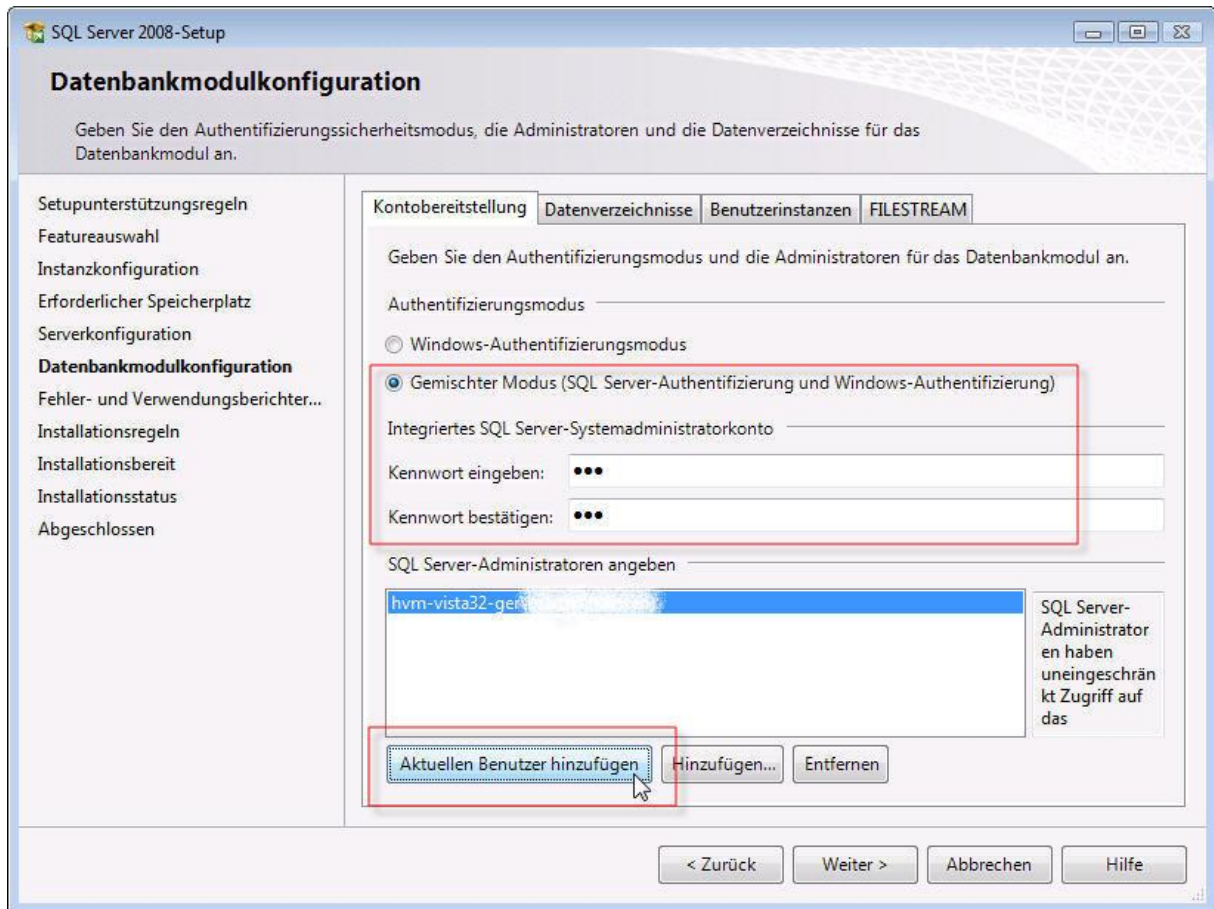 SQL Server 2008-Setup
Datenbankmodulkonfiguration
Geben Sie den Authentifizierungssicherheitsmodus, die Administratoren und die Datenverzeichnisse für das
Datenbankmodul an.
Setupunterstützungsregeln
Featureauswahl
Instanzkonfiguration
Erforderlicher Speicherplatz
Serverkonfiguration
Datenbankmodulkonfiguration
Fehler- und Verwendungsberichter...
Installationsregeln
Installationsbereit
Installationsstatus
Abgeschlossen
Kontobereitstellung Datenverzeichnisse Benutzerinstanzen FILESTREAM
Geben Sie den Authentifizierungsmodus und die Administratoren für das Datenbankmodul an.
Authentifizierungsmodus
Windows-Authentifizierungsmodus
Gemischter Modus (SQL Server-Authentifizierung und Windows-Authentifizierung)
Integriertes SQL Server-Systemadministratorkonto
Kennwort eingeben: •••
Kennwort bestätigen: •••
SQL Server-Administratoren angeben
hvm-vista32-ger
SQL Server-
Administrator
en haben
uneingeschrän
kt Zugriff auf
das
Aktuellen Benutzer hinzufügen Hinzufügen... Entfernen
< Zurück Weiter > Abbrechen Hilfe